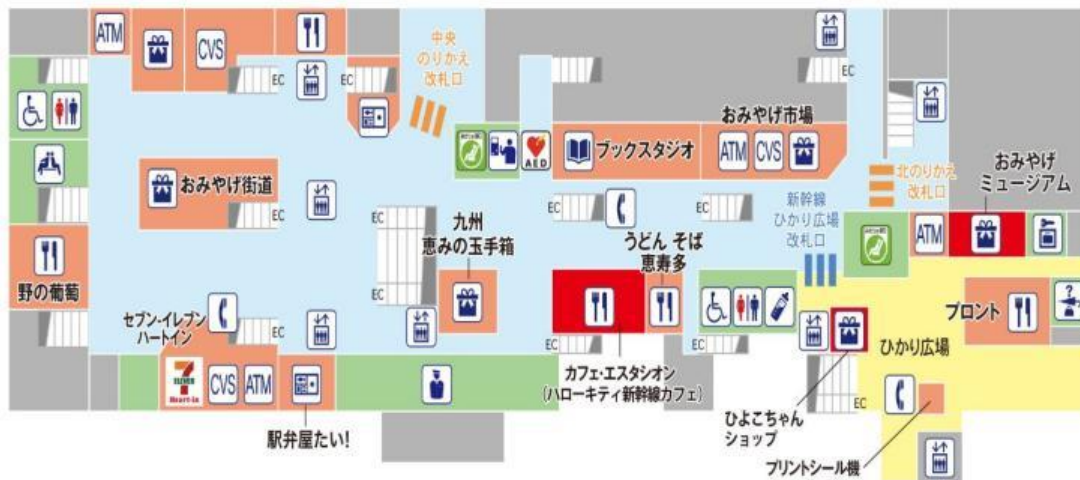 ATM
CVS
EC
EC
中央
のりかえ
改札口
AED
ブックスタジオ
おみやげ市場
ATM
CVS
EC
EC
北のりかえ
改札口
おみやげ
ミュージアム
ATM
新幹線
ひかり広場
改札口
おみやげ街道
EC
EC
EC
九州
恵みの玉手箱
EC
EC
うどん そば
恵寿多
野の葡萄
セブン-イレブン
ハートイン
EC
7
ELEVEN
Heart-in
CVS
ATM
駅弁屋たい!
EC
カフェ・エスタシオン
(ハローキティ新幹線カフェ)
EC
ひよこちゃん
ショップ
EC
ひかり広場
プロント
?
プリントシール機